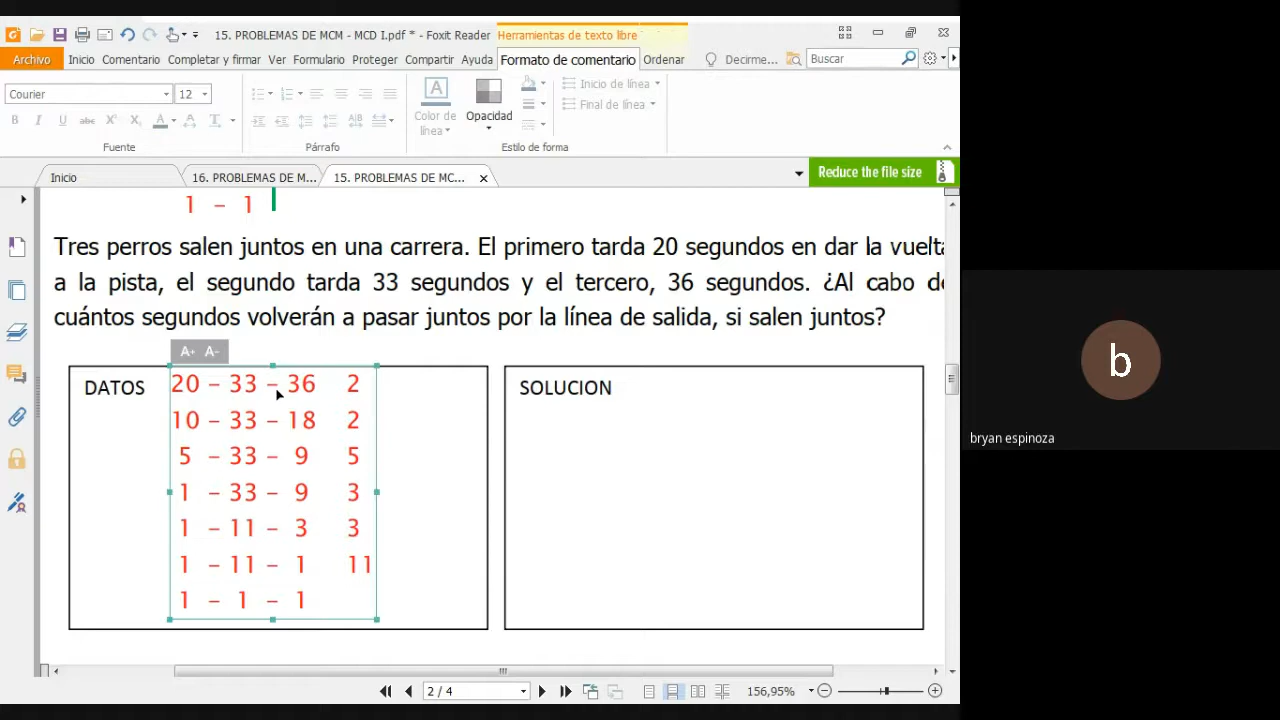 15. PROBLEMAS DE MCM - MCD I.pdf * - Foxit Reader
Herramientas de texto libre
Archivo Inicio Comentario Completar y firmar Ver Formulario Proteger Compartir Ayuda Formato de comentario Ordenar Decirme... Buscar
Courier 12 Color de línea Opacidad Inicio de línea
Final de línea
Fuente Párrafo Estilo de forma
Inicio 16. PROBLEMAS DE M... 15. PROBLEMAS DE MC... Reduce the file size
1 - 1
Tres perros salen juntos en una carrera. El primero tarda 20 segundos en dar la vuelta
a la pista, el segundo tarda 33 segundos y el tercero, 36 segundos. ¿Al cabo de
cuántos segundos volverán a pasar juntos por la línea de salida, si salen juntos?
A+ A-
DATOS 20 - 33 - 36 2
10 - 33 - 18 2
5 - 33 - 9 5
1 - 33 - 9 3
1 - 11 - 3 3
1 - 11 - 1 11
1 - 1 - 1
SOLUCION
2 / 4 156,95%
b
bryan espinoza